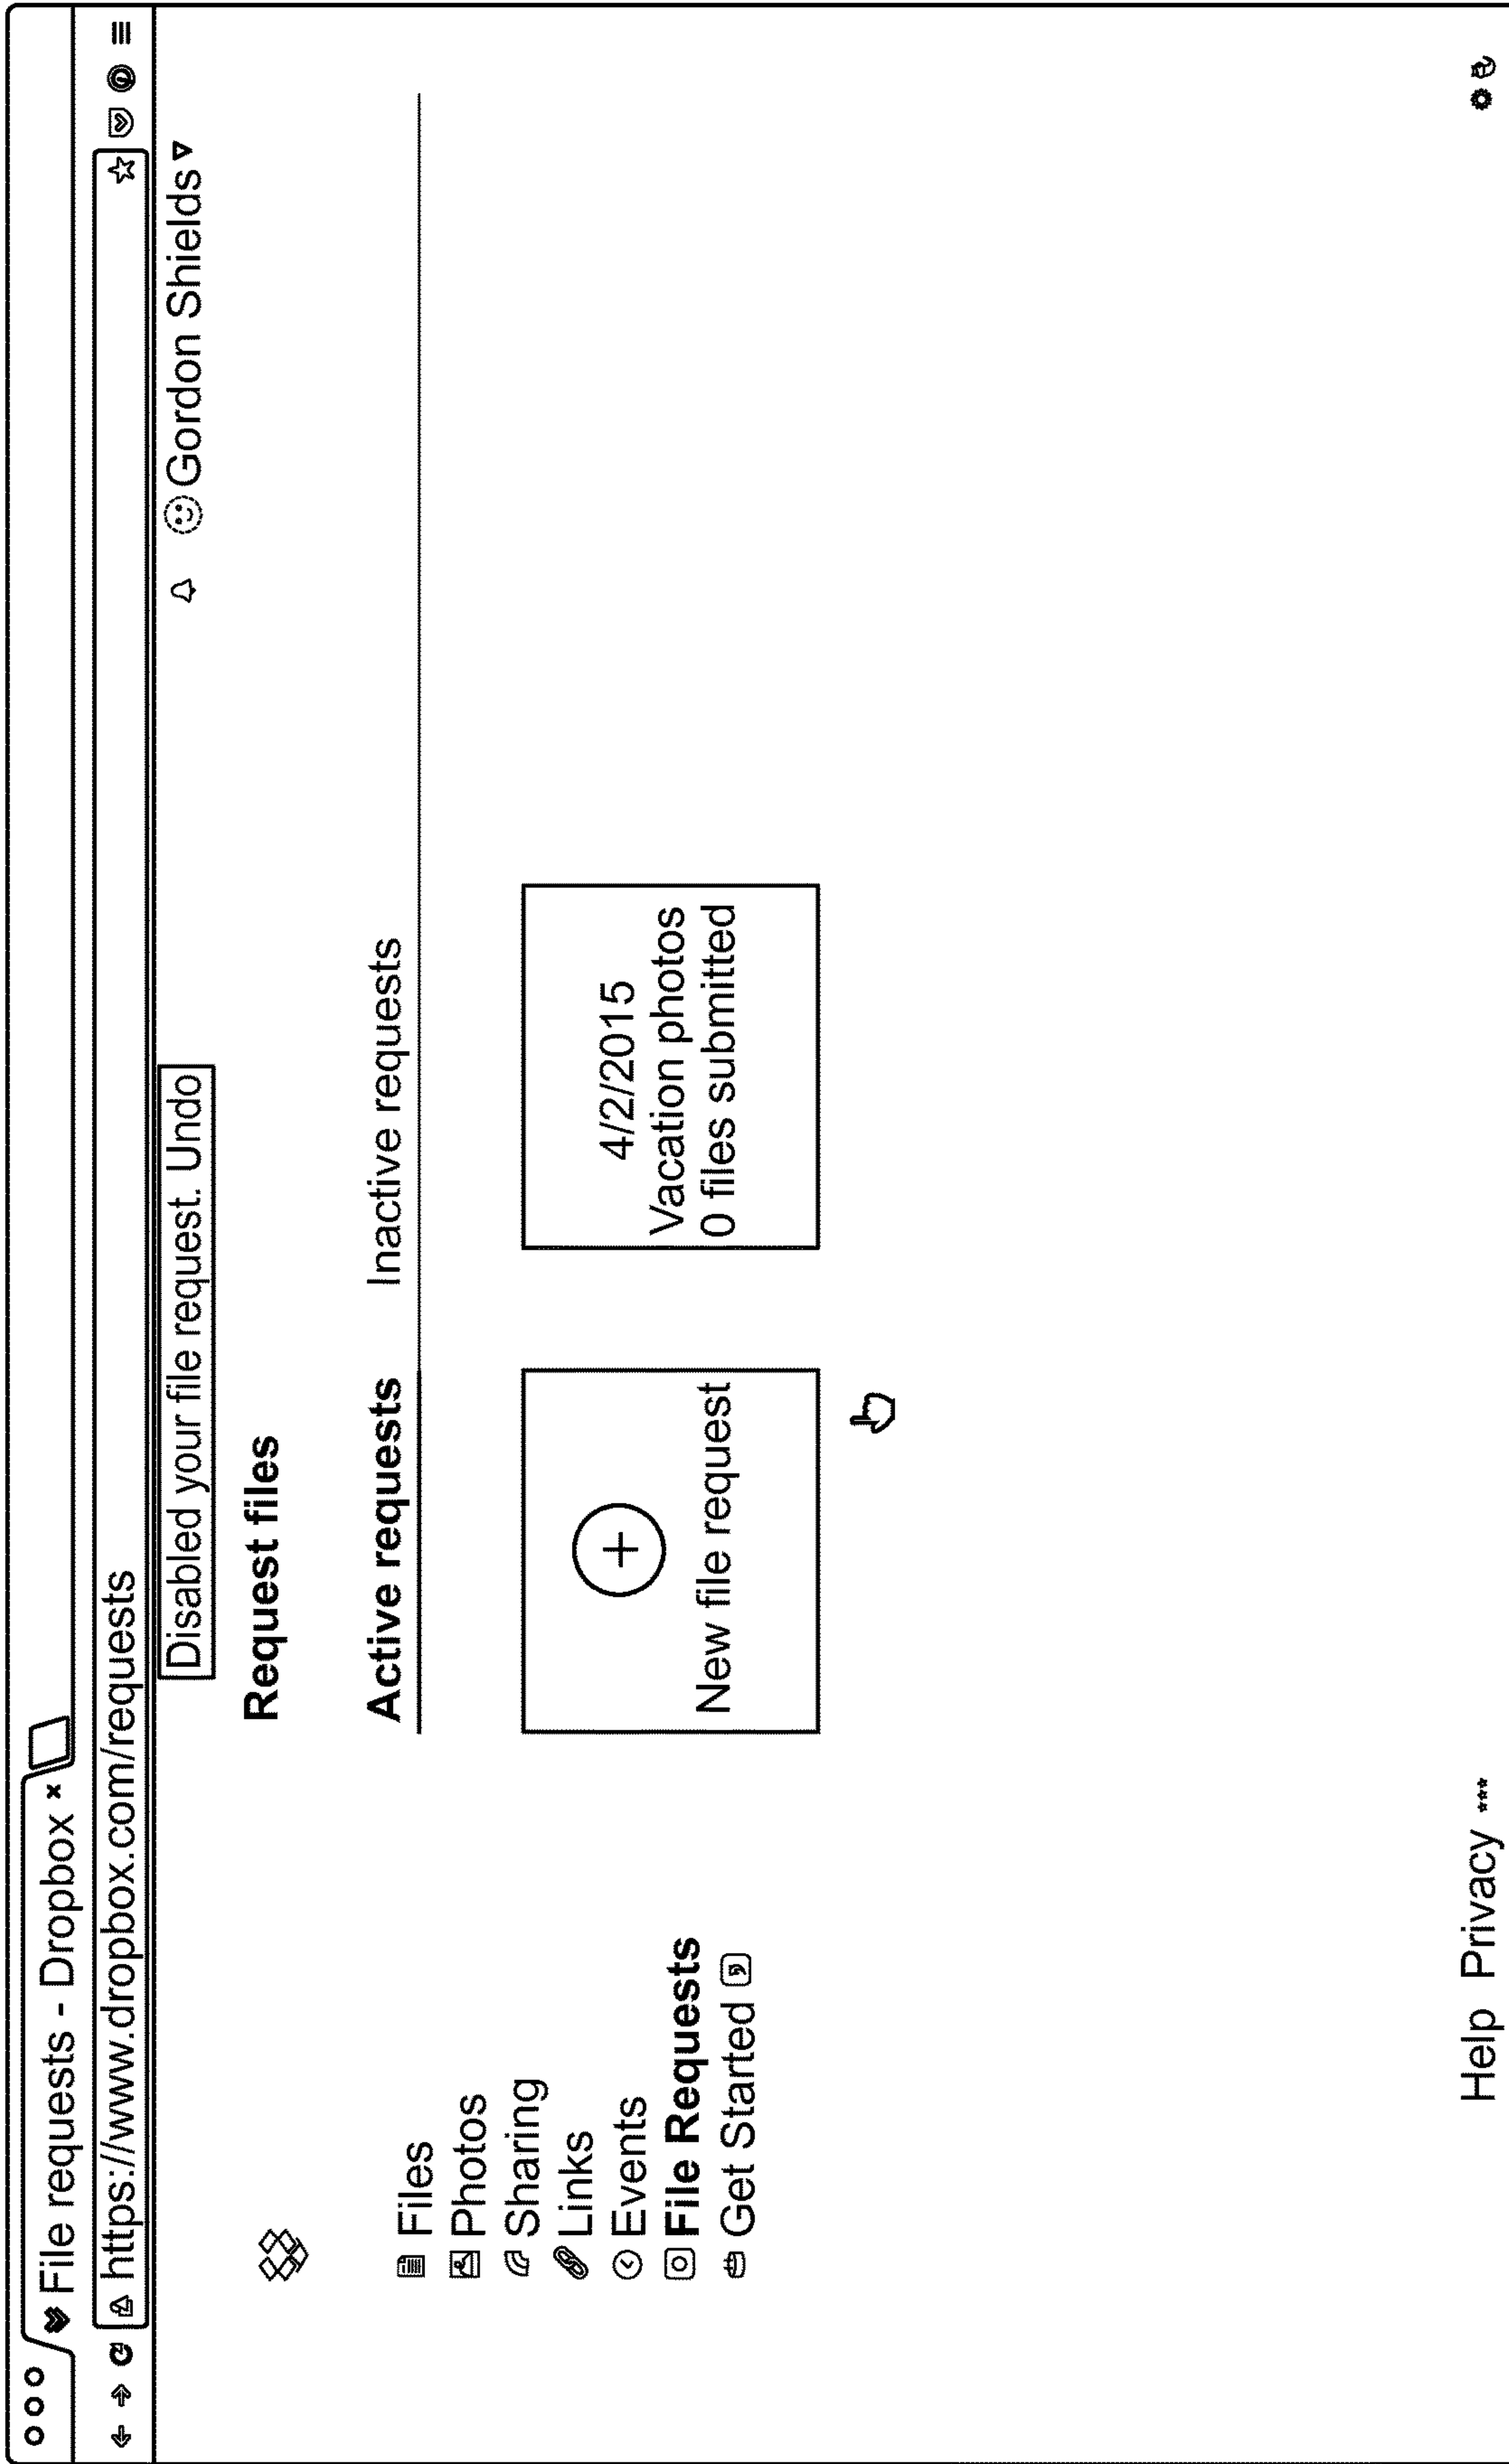 File requests - Dropbox
https://www.dropbox.com/requests
Disabled your file request. Undo
Gordon Shields
Request files
Active requests
Inactive requests
Files
Photos
Sharing
Links
Events
File Requests
Get Started
New file request
4/2/2015
Vacation photos
0 files submitted
Help Privacy ***